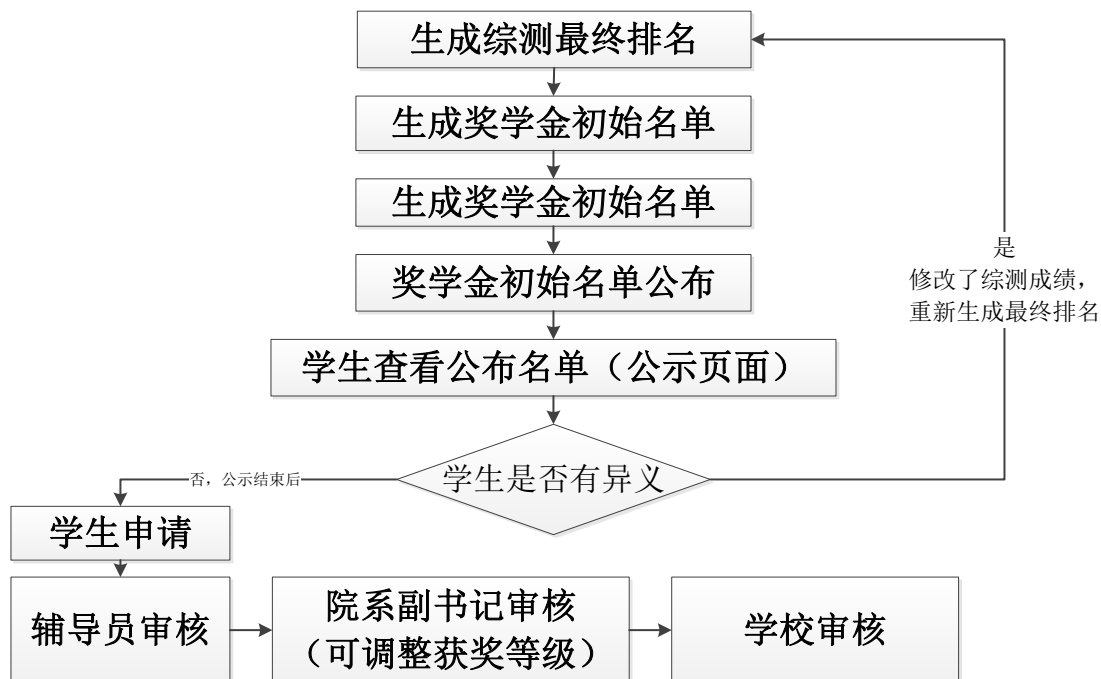 生成综测最终排名
生成奖学金初始名单
生成奖学金初始名单
奖学金初始名单公布
是
修改了综测成绩，
重新生成最终排名
学生查看公布名单（公示页面）
学生是否有异义
否，公示结束后
学生申请
辅导员审核
院系副书记审核
（可调整获奖等级）
学校审核